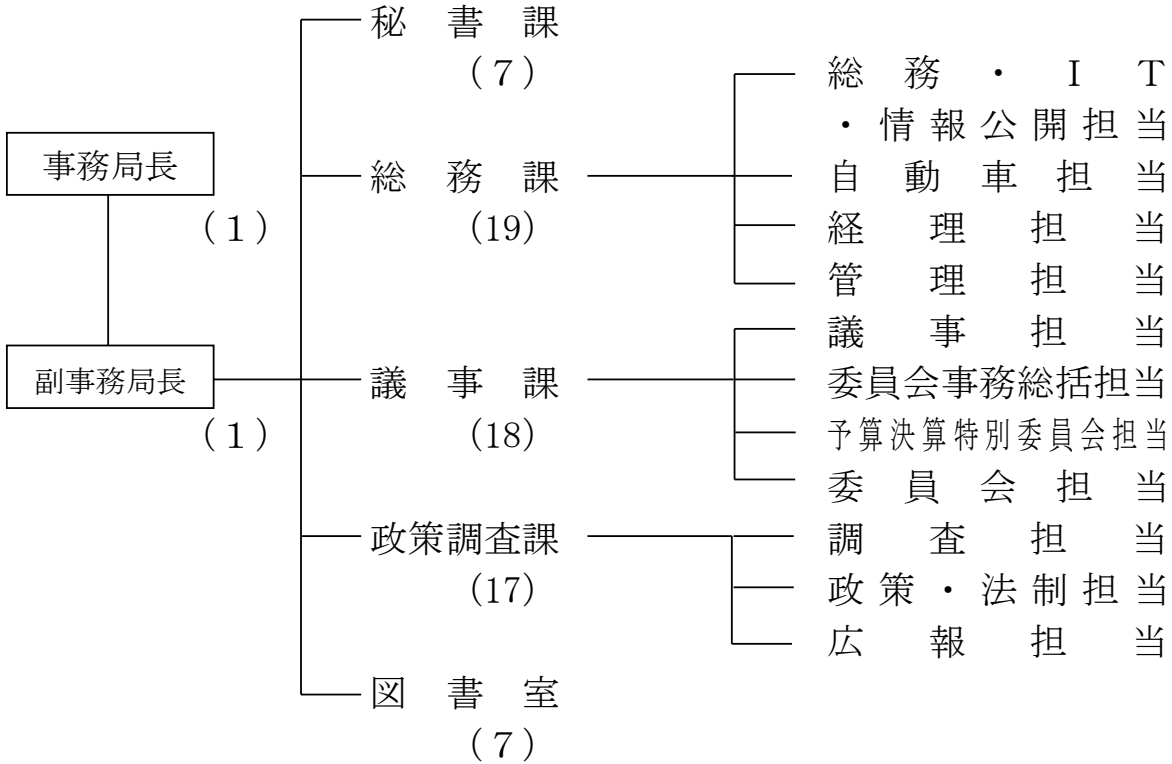 事務局長
(1)
副事務局長
(1)
秘書課
(7)
総務課
(19)
議事課
(18)
政策調査課
(17)
図書室
(7)
総務・IT
・情報公開担当
自動車担当
経理担当
管理担当
議事担当
委員会事務総括担当
予算決算特別委員会担当
委員会担当
調査担当
政策・法制担当
広報担当